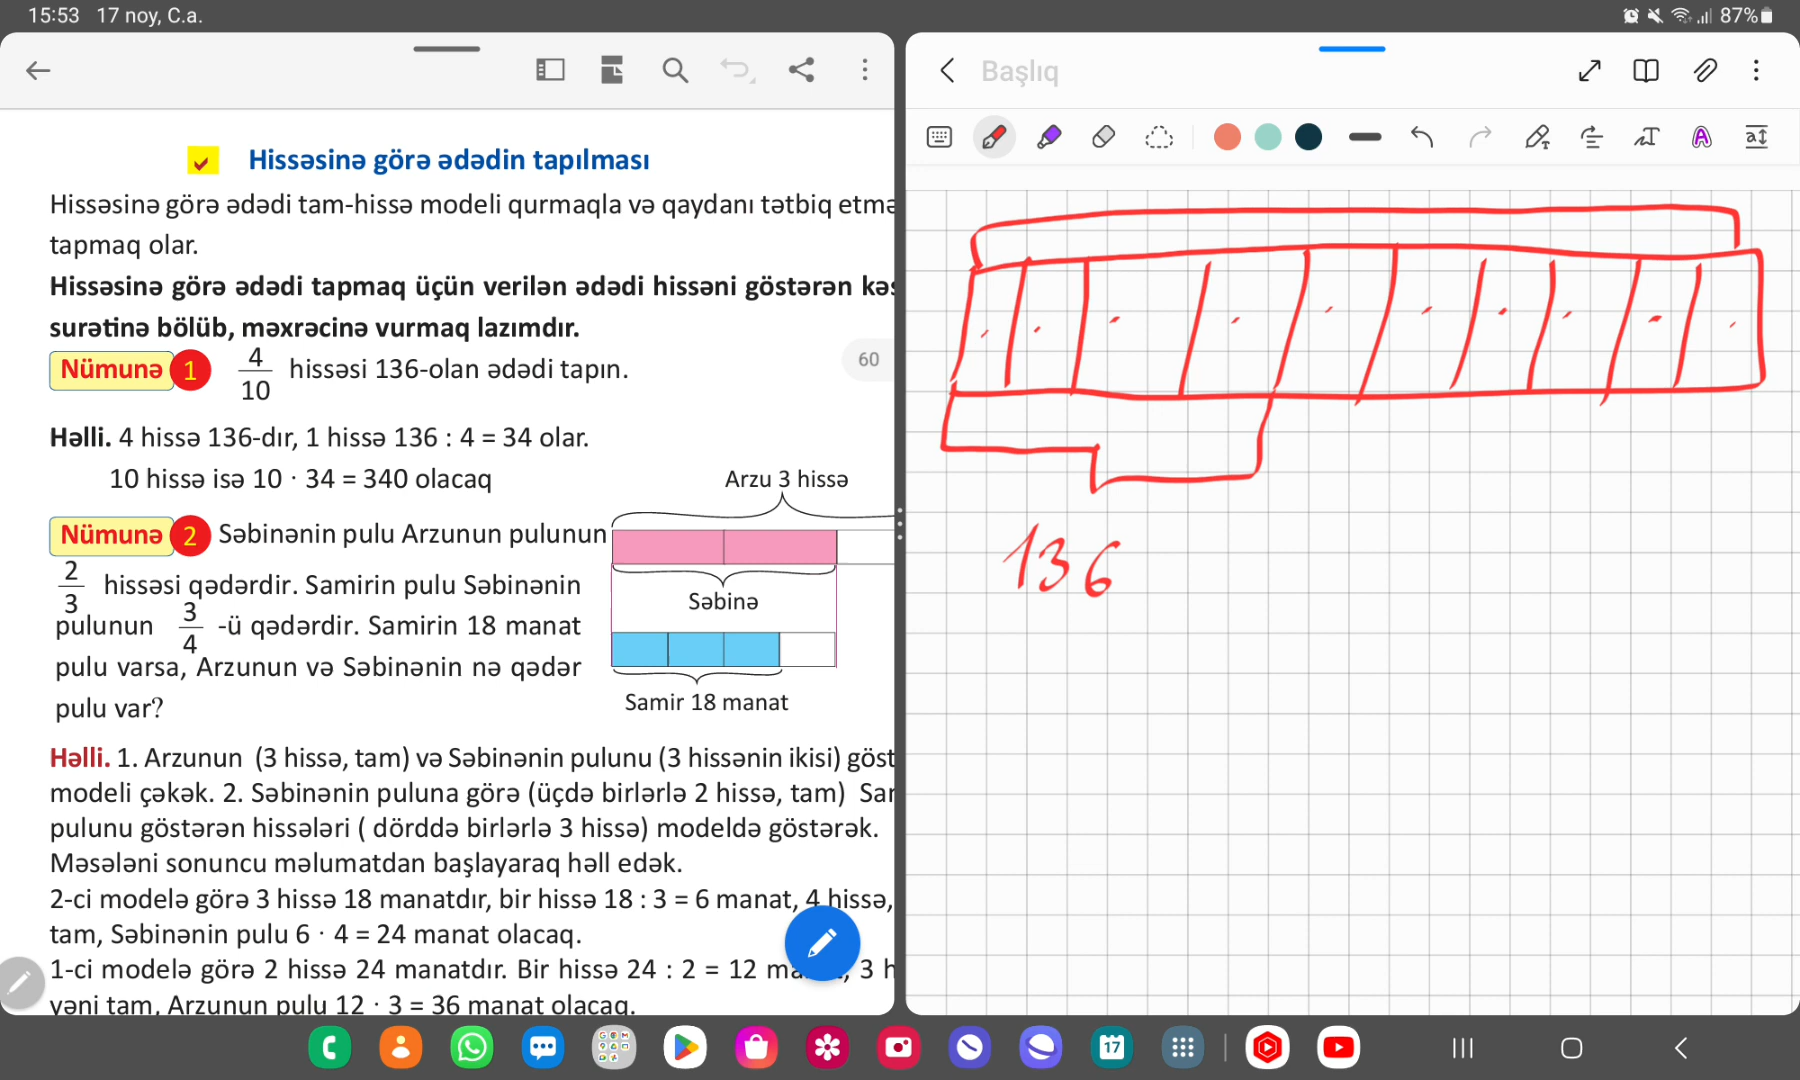 15:53 17 noy, C.a.
87%
Başlıq
Hissəsinə görə ədədin tapılması
Hissəsinə görə ədədi tam-hissə modeli qurmaqla və qaydanı tətbiq etmə
tapmaq olar.
Hissəsinə görə ədədi tapmaq üçün verilən ədədi hissəni göstərən kəs
surətinə bölüb, məxrəcinə vurmaq lazımdır.
60
Nümunə 1 4/10 hissəsi 136-olan ədədi tapın.
Həlli. 4 hissə 136-dır, 1 hissə 136 : 4 = 34 olar.
10 hissə isə 10 · 34 = 340 olacaq
Nümunə 2 Səbinənin pulu Arzunun pulunun
2/3 hissəsi qədərdir. Samirin pulu Səbinənin
pulunun 3/4 -ü qədərdir. Samirin 18 manat
pulu varsa, Arzunun və Səbinənin nə qədər
pulu var?
Arzu 3 hissə
Səbinə
Samir 18 manat
Həlli. 1. Arzunun (3 hissə, tam) və Səbinənin pulunu (3 hissənin ikisi) göst
modeli çəkək. 2. Səbinənin puluna görə (üçdə birlərlə 2 hissə, tam) Sar
pulunu göstərən hissələri ( dörddə birlərlə 3 hissə) modeldə göstərək.
Məsələni sonuncu məlumatdan başlayaraq həll edək.
2-ci modelə görə 3 hissə 18 manatdır, bir hissə 18 : 3 = 6 manat, 4 hissə,
tam, Səbinənin pulu 6 · 4 = 24 manat olacaq.
1-ci modelə görə 2 hissə 24 manatdır. Bir hissə 24 : 2 = 12 ma , 3 h
yəni tam, Arzunun pulu 12 · 3 = 36 manat olacaq.
136
17